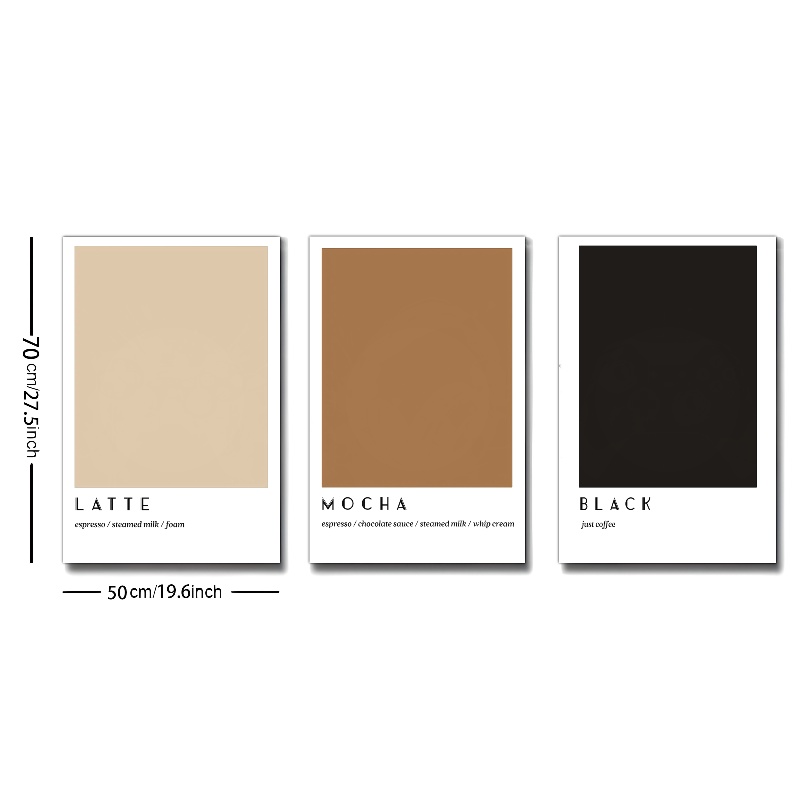 70cm/27.5inch
LATTE
espresso / steamed milk / foam
MOCHA
espresso / chocolate sauce / steamed milk / whip cream
BLACK
just coffee
50cm/19.6inch